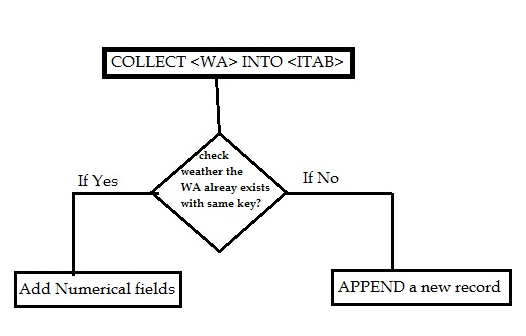 COLLECT <WA> INTO <ITAB>
check
weather the
WA alreay exists
with same key?
If Yes
If No
Add Numerical fields
APPEND a new record